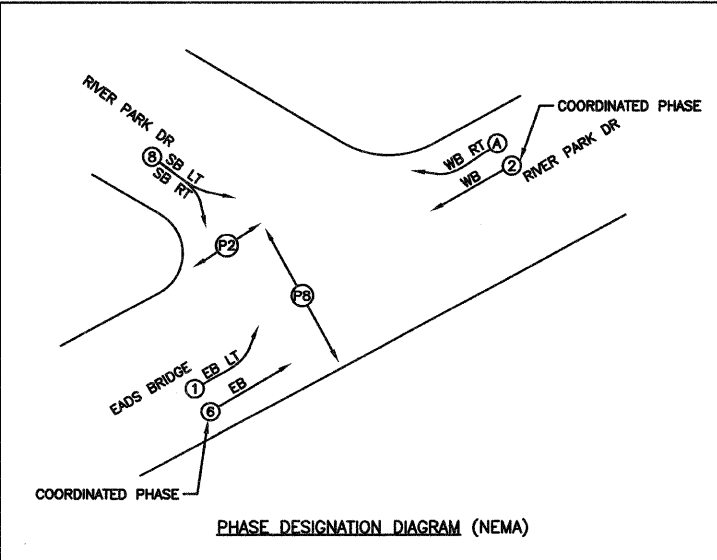 RIVER PARK DR
8
SB LT
SB RT
WB RT
A
WB
2
COORDINATED PHASE
RIVER PARK DR
P2
P8
EADS BRIDGE
1
EB LT
6
EB
COORDINATED PHASE
PHASE DESIGNATION DIAGRAM (NEMA)